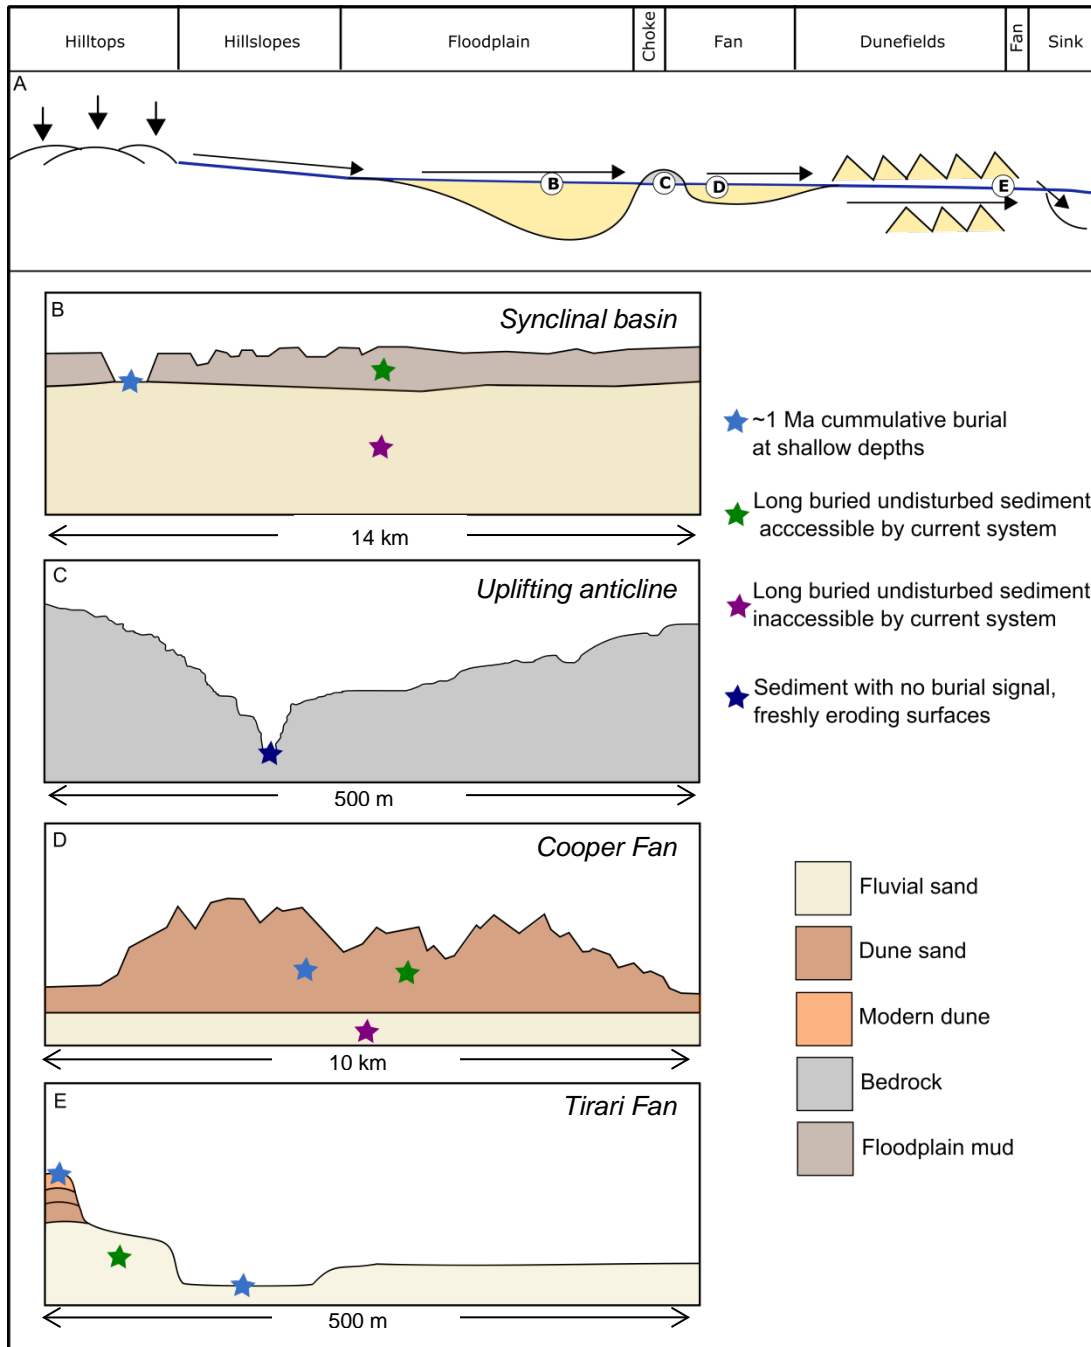 Hilltops
Hillslopes
Floodplain
Choke
Fan
Dunefields
Fan
Sink
A
B
C
D
E
B
Synclinal basin
14 km
C
Uplifting anticline
500 m
D
Cooper Fan
10 km
E
Tirari Fan
500 m
~1 Ma cummulative burial
at shallow depths
Long buried undisturbed sediment
acccessible by current system
Long buried undisturbed sediment
inaccessible by current system
Sediment with no burial signal,
freshly eroding surfaces
Fluvial sand
Dune sand
Modern dune
Bedrock
Floodplain mud